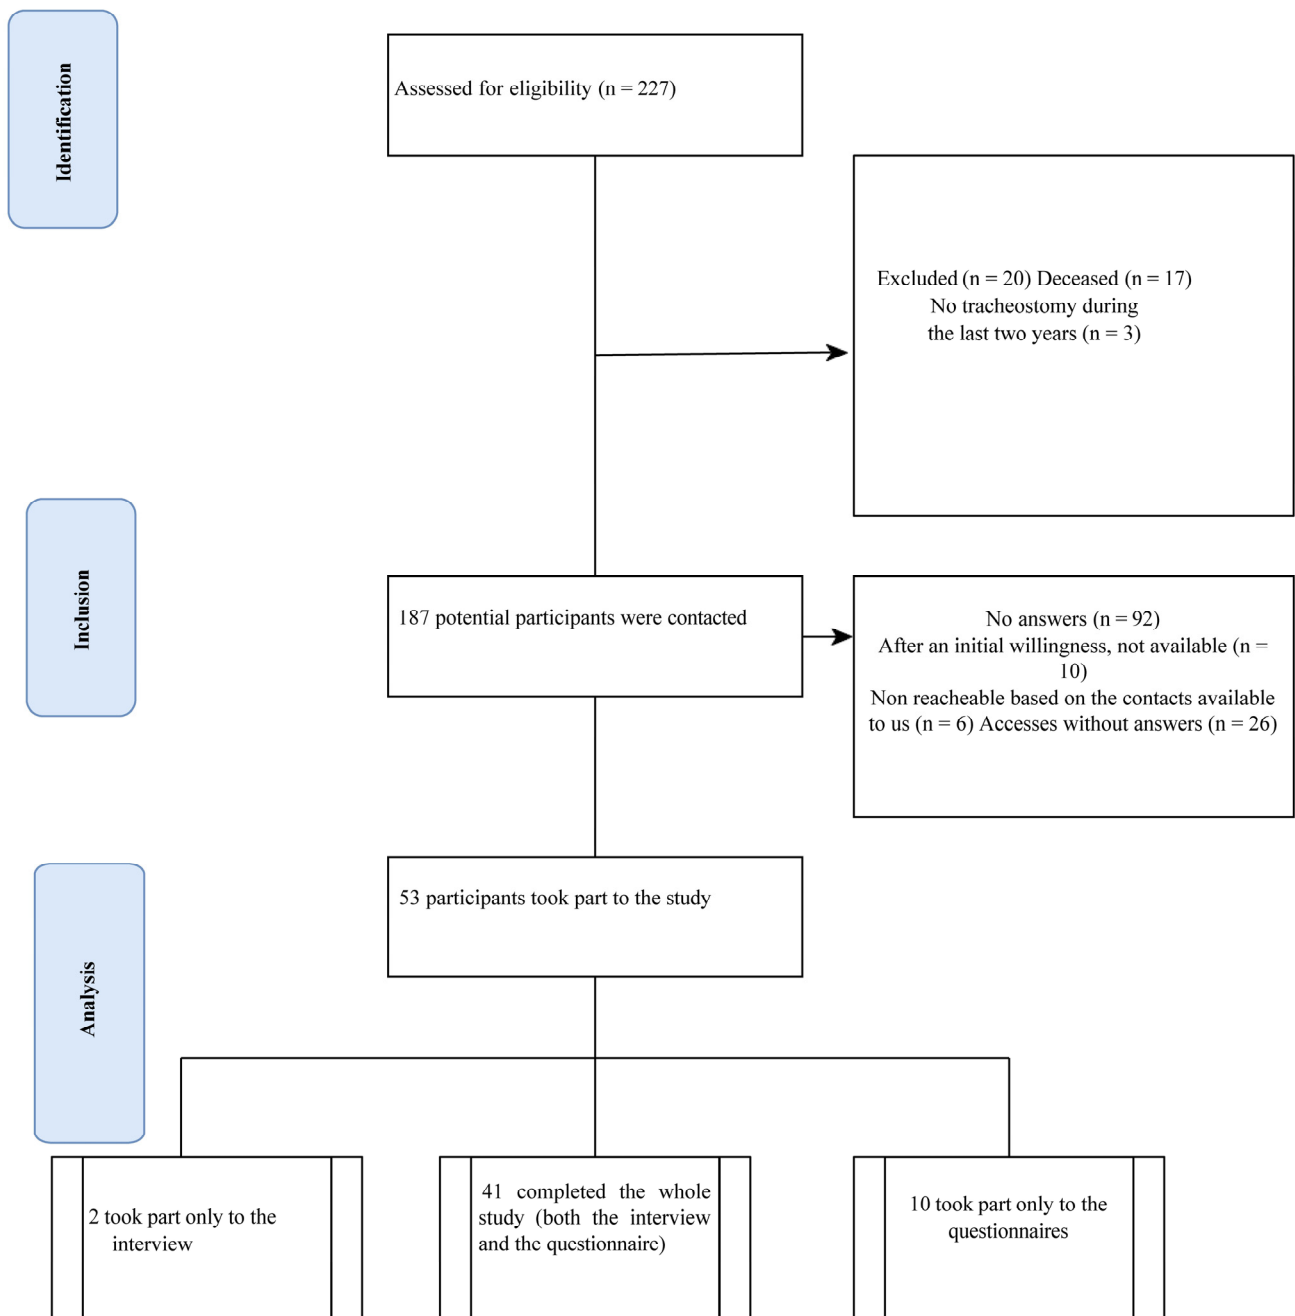 Identification
Assessed for eligibility (n = 227)
Excluded (n = 20) Deceased (n = 17)
No tracheostomy during
the last two years (n = 3)
Inclusion
187 potential participants were contacted
No answers (n = 92)
After an initial willingness, not available (n =
10)
Non reacheable based on the contacts available
to us (n = 6) Accesses without answers (n = 26)
Analysis
53 participants took part to the study
2 took part only to the
interview
41 completed the whole
study (both the interview
and the questionnaire)
10 took part only to the
questionnaires